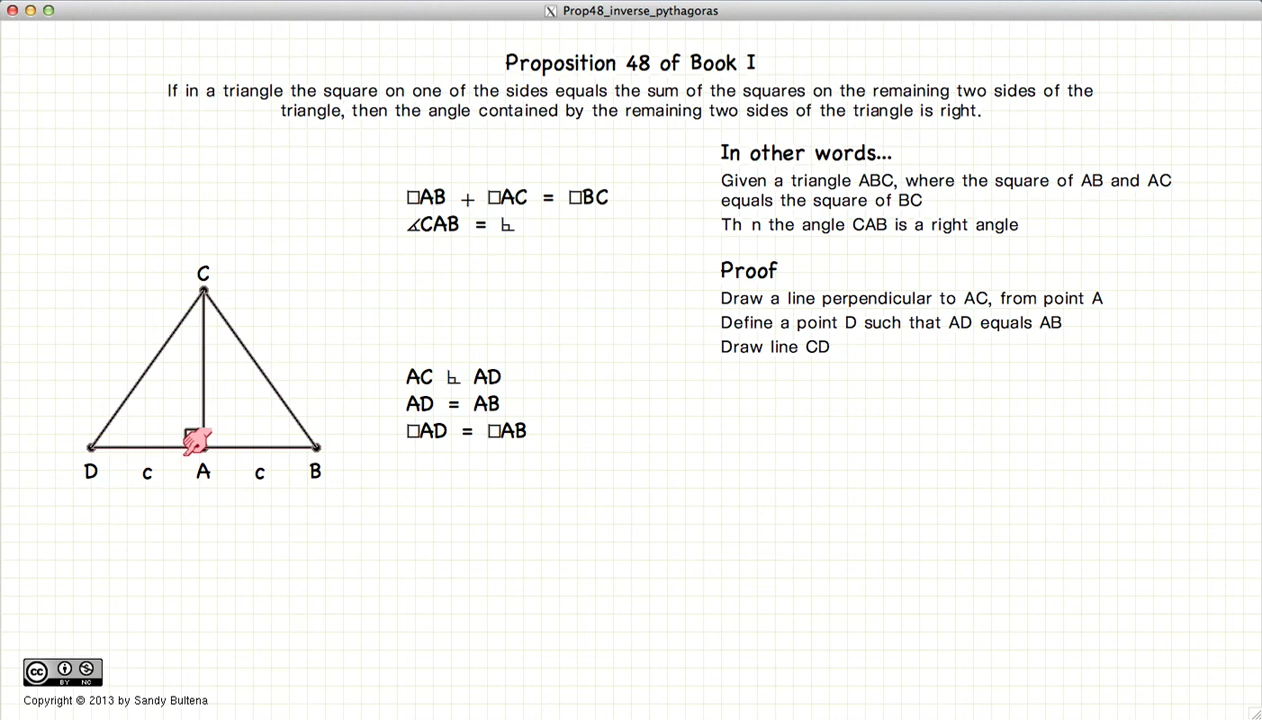 Prop48_inverse_pythagoras
Proposition 48 of Book I
If in a triangle the square on one of the sides equals the sum of the squares on the remaining two sides of the
triangle, then the angle contained by the remaining two sides of the triangle is right.
In other words...
Given a triangle ABC, where the square of AB and AC
equals the square of BC
Th n the angle CAB is a right angle
□AB + □AC = □BC
∡CAB = ⊾
Proof
Draw a line perpendicular to AC, from point A
Define a point D such that AD equals AB
Draw line CD
C
D c A c B
AC ⊾ AD
AD = AB
□AD = □AB
cc BY NC
Copyright © 2013 by Sandy Bultena